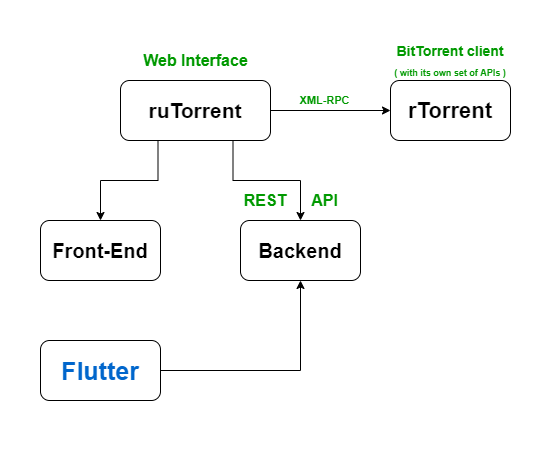 Web Interface
BitTorrent client
( with its own set of APIs )
ruTorrent
XML-RPC
rTorrent
REST API
Front-End
Backend
Flutter